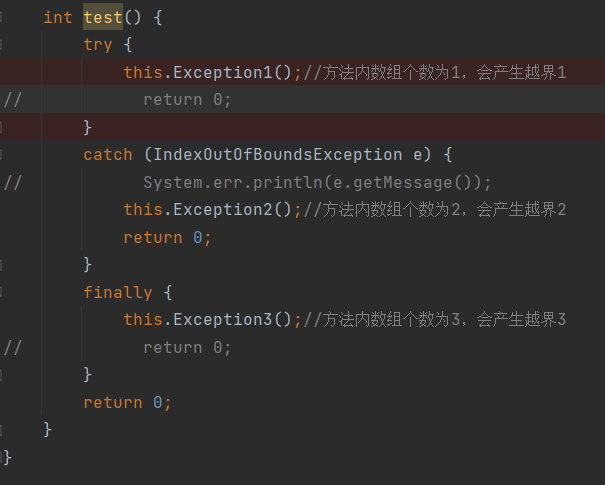 int test() {
try {
this.Exception1();//方法内数组个数为1，会产生越界1
// return 0;
}
catch (IndexOutOfBoundsException e) {
// System.err.println(e.getMessage());
this.Exception2();//方法内数组个数为2，会产生越界2
return 0;
}
finally {
this.Exception3();//方法内数组个数为3，会产生越界3
// return 0;
}
return 0;
}
}